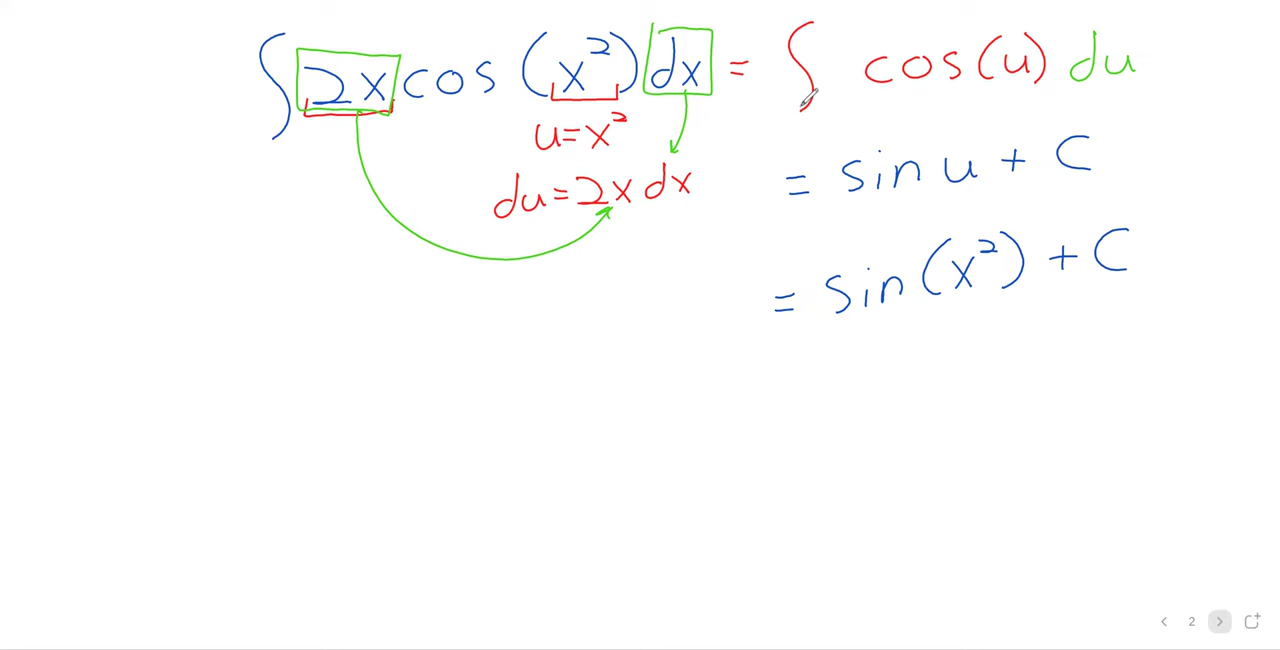 ∫ 2x cos (x²) dx = ∫ cos(u) du
u = x²
du = 2x dx
= sin u + C
= sin(x²) + C
2